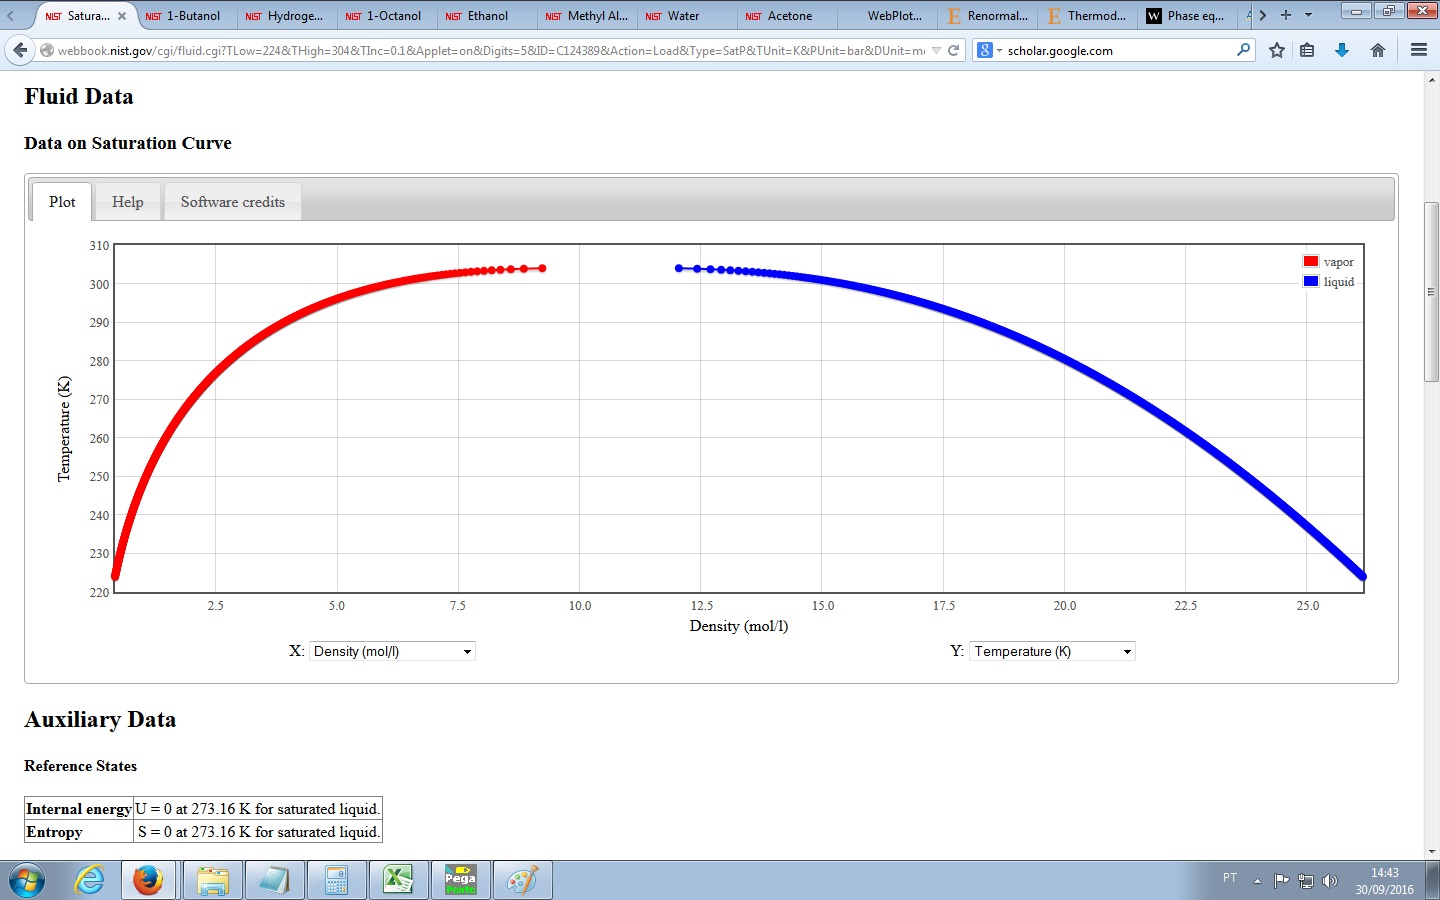 NIST Satura... NIST 1-Butanol NIST Hydroge... NIST 1-Octanol NIST Ethanol NIST Methyl Al... NIST Water NIST Acetone WebPlot... E Renormal... E Thermod... W Phase eq...
webbook.nist.gov/cgi/fluid.cgi?TLow=224&THigh=304&TInc=0.1&Applet=on&Digits=5&ID=C124389&Action=Load&Type=SatP&TUnit=K&PUnit=bar&DUnit=m 8 scholar.google.com
Fluid Data
Data on Saturation Curve
Plot Help Software credits
310
300
290
280
270
260
250
240
230
220
Temperature (K)
vapor
liquid
2.5 5.0 7.5 10.0 12.5 15.0 17.5 20.0 22.5 25.0
Density (mol/l)
X: Density (mol/l) Y: Temperature (K)
Auxiliary Data
Reference States
Internal energy U = 0 at 273.16 K for saturated liquid.
Entropy S = 0 at 273.16 K for saturated liquid.
Pega
Ponto
PT
14:43
30/09/2016